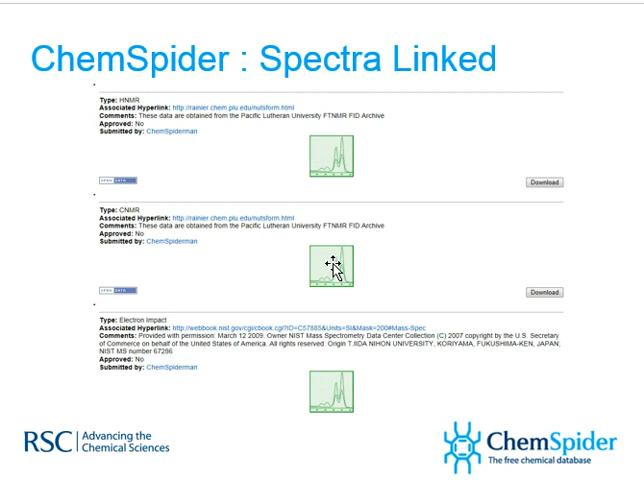 ChemSpider : Spectra Linked
Type: HNMR
Associated Hyperlink: http://rainier.chem.plu.edu/nutsform.html
Comments: These data are obtained from the Pacific Lutheran University FTNMR FID Archive
Approved: No
Submitted by: ChemSpiderman
OPEN DATA
Download
Type: CNMR
Associated Hyperlink: http://rainier.chem.plu.edu/nutsform.html
Comments: These data are obtained from the Pacific Lutheran University FTNMR FID Archive
Approved: No
Submitted by: ChemSpiderman
OPEN DATA
Download
Type: Electron Impact
Associated Hyperlink: http://webbook.nist.gov/cgi/cbook.cgi?ID=C57885&Units=SI&Mask=200#Mass-Spec
Comments: Provided with permission: March 12 2009. Owner NIST Mass Spectrometry Data Center Collection (C) 2007 copyright by the U.S. Secretary
of Commerce on behalf of the United States of America. All rights reserved. Origin T.IIDA NIHON UNIVERSITY, KORIYAMA, FUKUSHIMA-KEN, JAPAN;
NIST MS number 67286
Approved: No
Submitted by: ChemSpiderman
RSC | Advancing the
Chemical Sciences
ChemSpider
The free chemical database